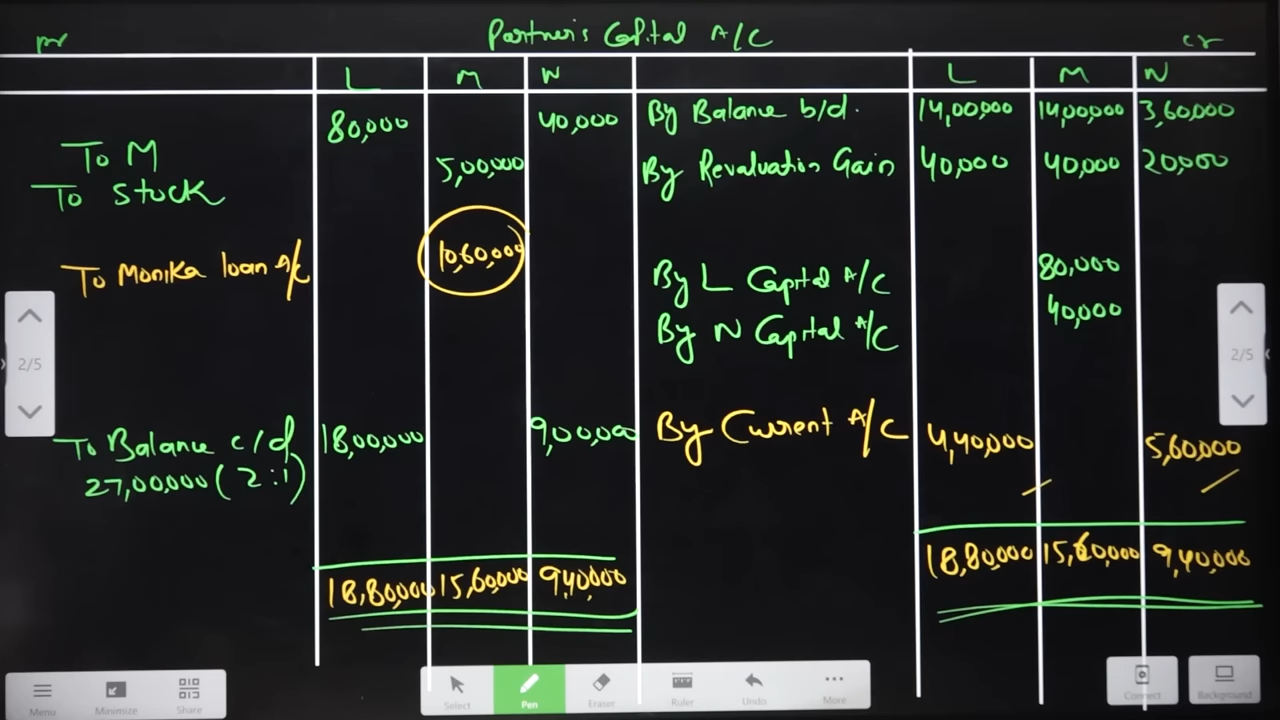 Partner's Capital A/C
Dr Cr
L M N L M N
80,000 40,000 By Balance b/d. 14,00,000 14,00,000 3,60,000
To M
5,00,000 By Revaluation Gain 40,000 40,000 20,000
To Stock
To Monika loan A/c 10,60,000
By L Capital A/C 80,000
By N Capital A/C 40,000
To Balance c/d 18,00,000 9,00,000 By Current A/C 4,40,000 5,60,000
27,00,000 (2:1)
18,80,000 15,60,000 9,40,000 18,80,000 15,60,000 9,40,000
2/5 2/5
Menu Minimize Share Select Pen Eraser Ruler Undo More Connect Background